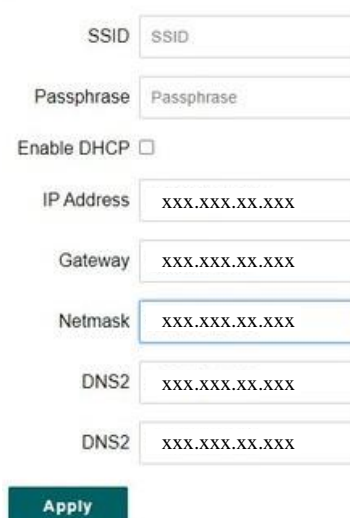 SSID SSID
Passphrase Passphrase
Enable DHCP
IP Address xxx.xxx.xx.xxx
Gateway xxx.xxx.xx.xxx
Netmask xxx.xxx.xx.xxx
DNS2 xxx.xxx.xx.xxx
DNS2 xxx.xxx.xx.xxx
Apply